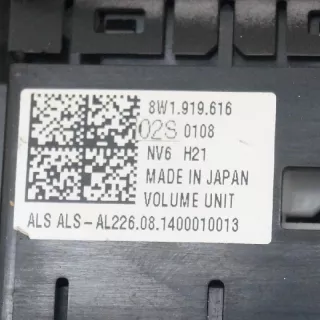 8W1.919.616
02S 0108
NV6 H21
MADE IN JAPAN
VOLUME UNIT
ALS ALS-AL226.08.1400010013